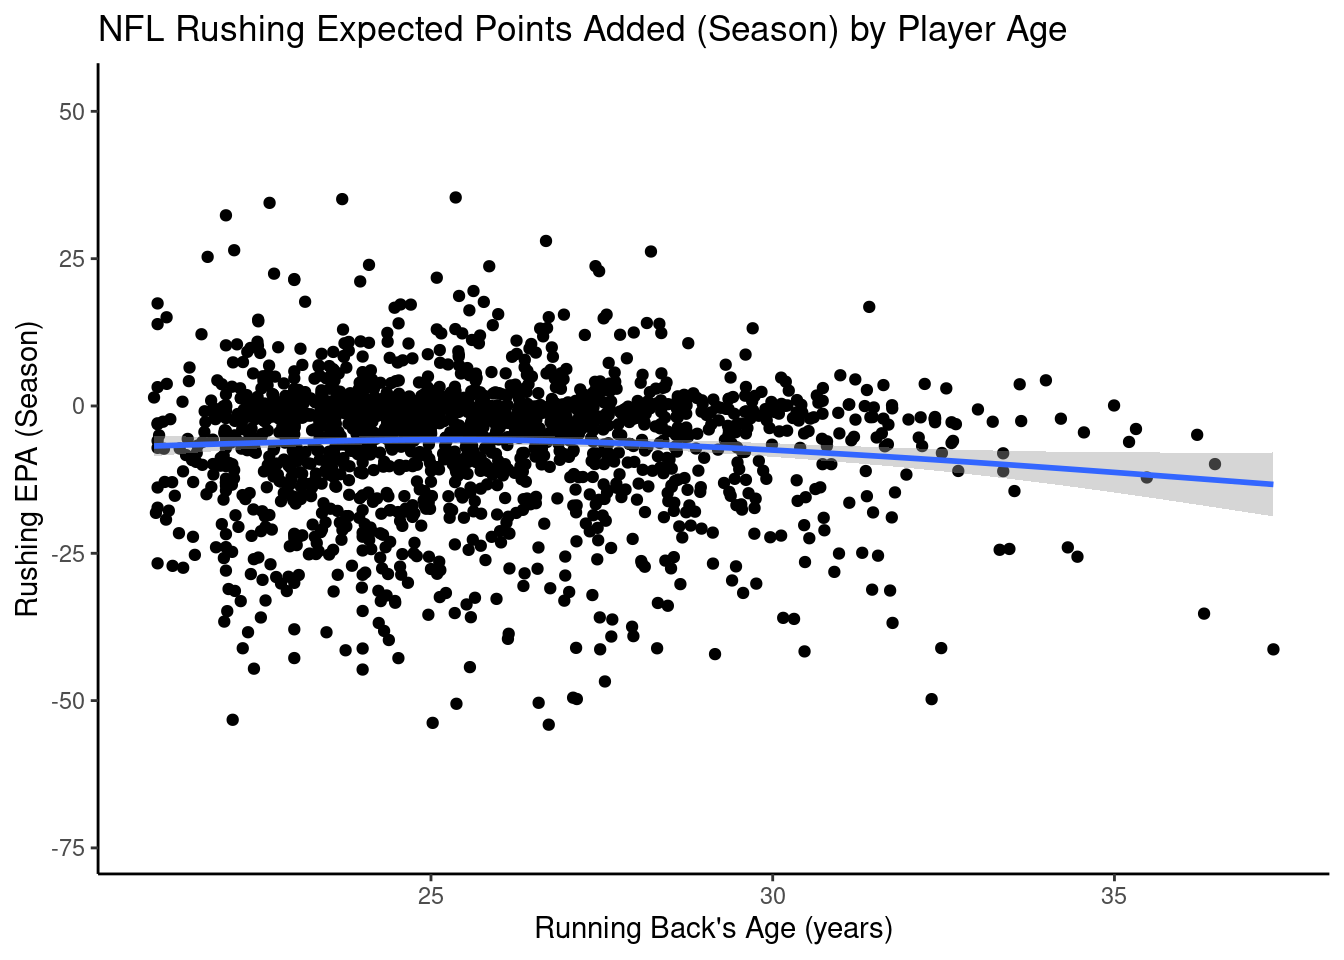 NFL Rushing Expected Points Added (Season) by Player Age
Rushing EPA (Season)
50
25
0
-25
-50
-75
25 30 35
Running Back's Age (years)